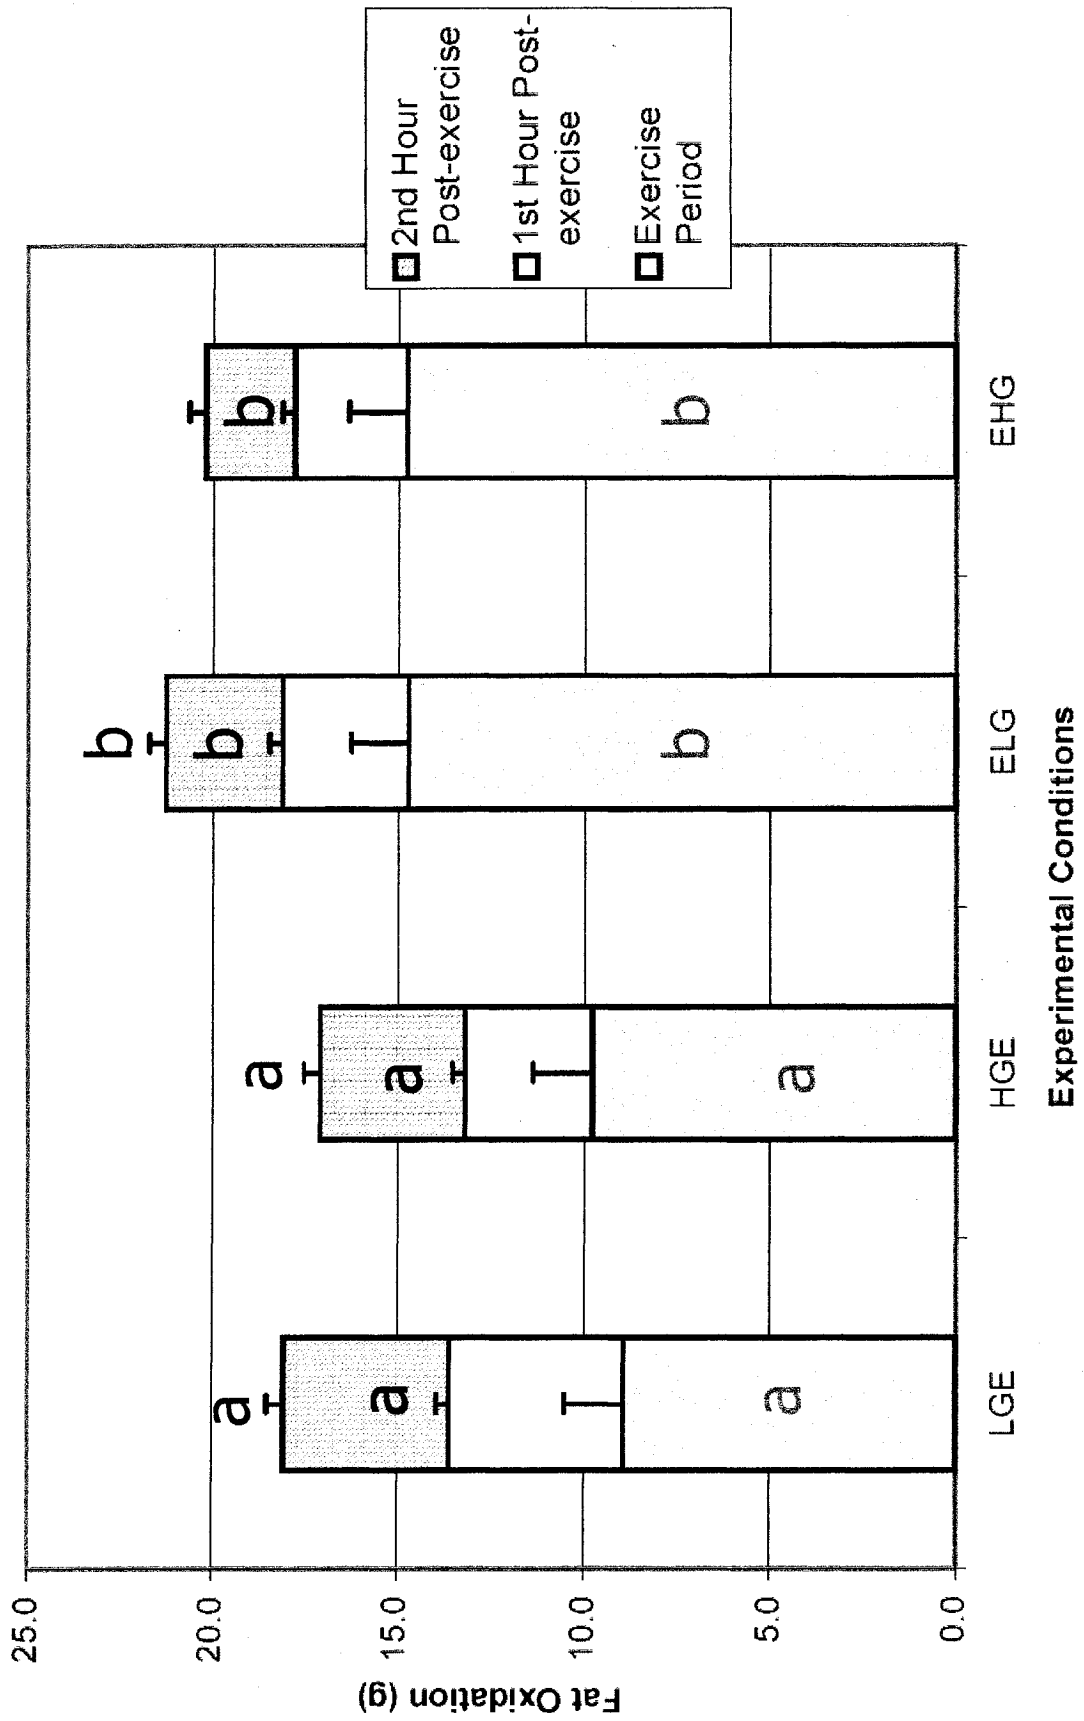 25.0
20.0
15.0
10.0
5.0
0.0
Fat Oxidation (g)
a
a
a
a
a
a
b
b
b
b
b
LGE
HGE
ELG
EHG
Experimental Conditions
2nd Hour
Post-exercise
1st Hour Post-
exercise
Exercise
Period